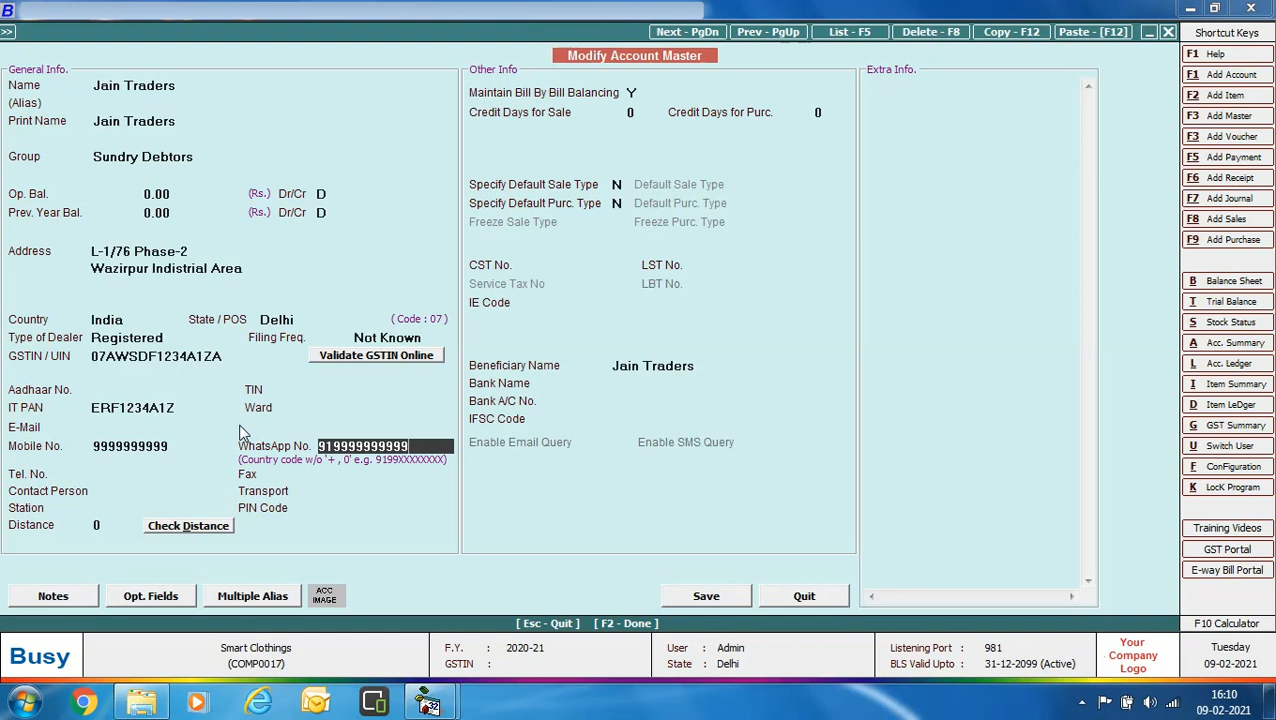 B
>>
Next - PgDn
Prev - PgUp
List - F5
Delete - F8
Copy - F12
Paste - [F12]
Shortcut Keys
Modify Account Master
General Info.
Name Jain Traders
(Alias)
Print Name Jain Traders
Group Sundry Debtors
Op. Bal. 0.00 (Rs.) Dr/Cr D
Prev. Year Bal. 0.00 (Rs.) Dr/Cr D
Address L-1/76 Phase-2
Wazirpur Indistrial Area
Country India State / POS Delhi ( Code : 07 )
Type of Dealer Registered Filing Freq. Not Known
GSTIN / UIN 07AWSDF1234A1ZA Validate GSTIN Online
Aadhaar No. TIN
IT PAN ERF1234A1Z Ward
E-Mail
Mobile No. 9999999999 WhatsApp No. 919999999999
(Country code w/o '+ , 0' e.g. 9199XXXXXXXX)
Tel. No. Fax
Contact Person Transport
Station PIN Code
Distance 0 Check Distance
Other Info
Maintain Bill By Bill Balancing Y
Credit Days for Sale 0 Credit Days for Purc. 0
Specify Default Sale Type N Default Sale Type
Specify Default Purc. Type N Default Purc. Type
Freeze Sale Type Freeze Purc. Type
CST No. LST No.
Service Tax No LBT No.
IE Code
Beneficiary Name Jain Traders
Bank Name
Bank A/C No.
IFSC Code
Enable Email Query Enable SMS Query
Extra Info.
Notes
Opt. Fields
Multiple Alias
ACC
IMAGE
Save
Quit
[ Esc - Quit ] [ F2 - Done ]
F1 Help
F1 Add Account
F2 Add Item
F3 Add Master
F3 Add Voucher
F5 Add Payment
F6 Add Receipt
F7 Add Journal
F8 Add Sales
F9 Add Purchase
B Balance Sheet
T Trial Balance
S Stock Status
A Acc. Summary
L Acc. Ledger
I Item Summary
D Item LeDger
G GST Summary
U Switch User
F ConFiguration
K LocK Program
Training Videos
GST Portal
E-way Bill Portal
F10 Calculator
Busy
Smart Clothings
(COMP0017)
F.Y. : 2020-21
GSTIN :
User : Admin
State : Delhi
Listening Port : 981
BLS Valid Upto : 31-12-2099 (Active)
Your
Company
Logo
Tuesday
09-02-2021
32
16:10
09-02-2021